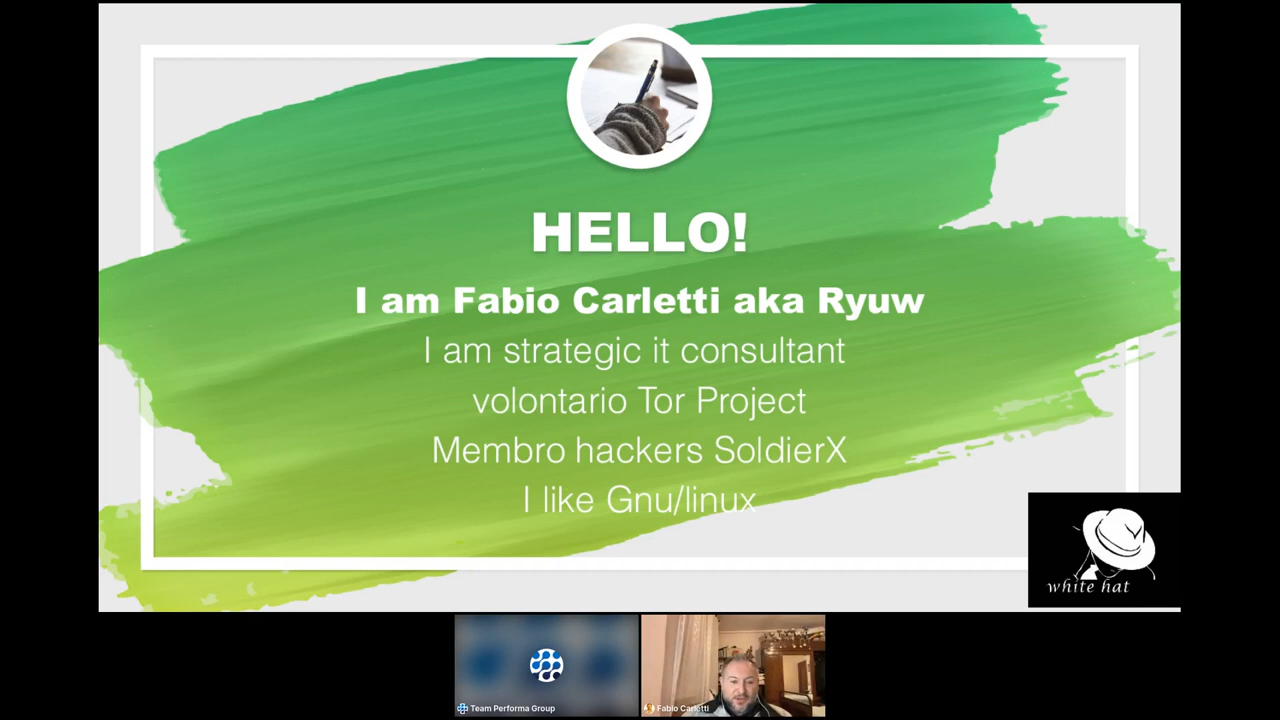 HELLO!
I am Fabio Carletti aka Ryuw
I am strategic it consultant
volontario Tor Project
Membro hackers SoldierX
I like Gnu/linux
white hat
Team Performa Group
Fabio Carletti